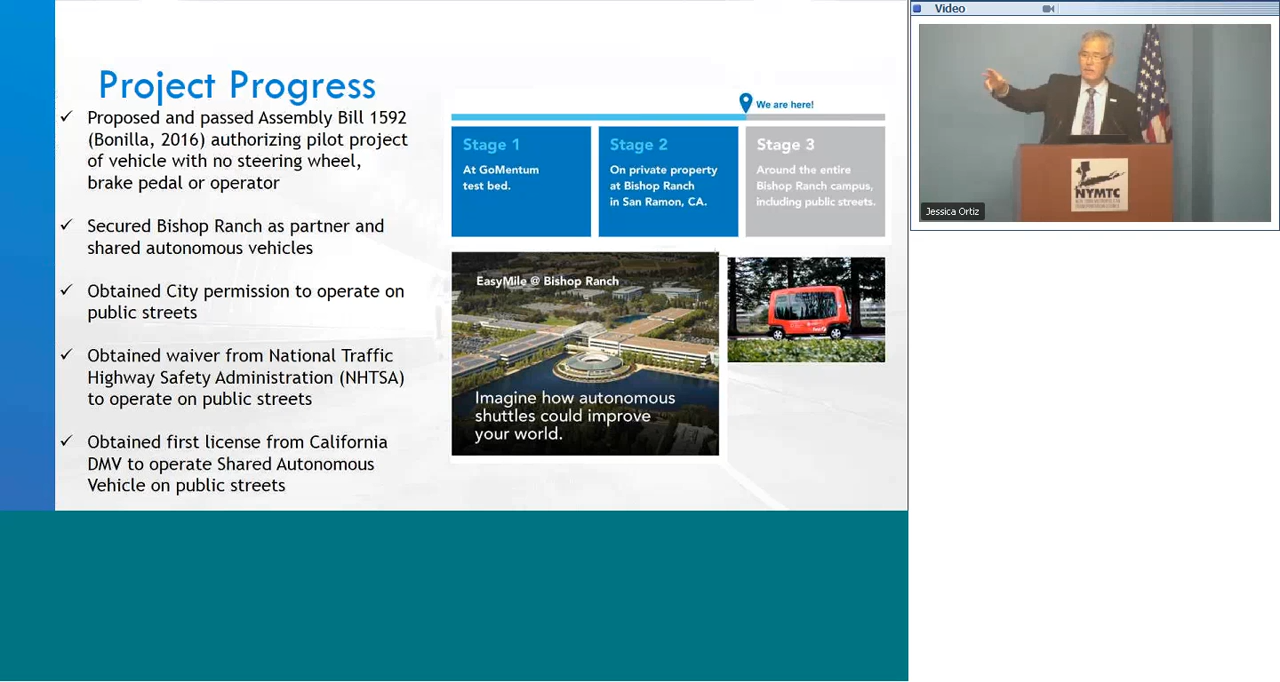 Project Progress
✓ Proposed and passed Assembly Bill 1592
(Bonilla, 2016) authorizing pilot project
of vehicle with no steering wheel,
brake pedal or operator
✓ Secured Bishop Ranch as partner and
shared autonomous vehicles
✓ Obtained City permission to operate on
public streets
✓ Obtained waiver from National Traffic
Highway Safety Administration (NHTSA)
to operate on public streets
✓ Obtained first license from California
DMV to operate Shared Autonomous
Vehicle on public streets
We are here!
Stage 1
At GoMentum
test bed.
Stage 2
On private property
at Bishop Ranch
in San Ramon, CA.
Stage 3
Around the entire
Bishop Ranch campus,
including public streets.
EasyMile @ Bishop Ranch
Imagine how autonomous
shuttles could improve
your world.
Video
NYMTC
Jessica Ortiz